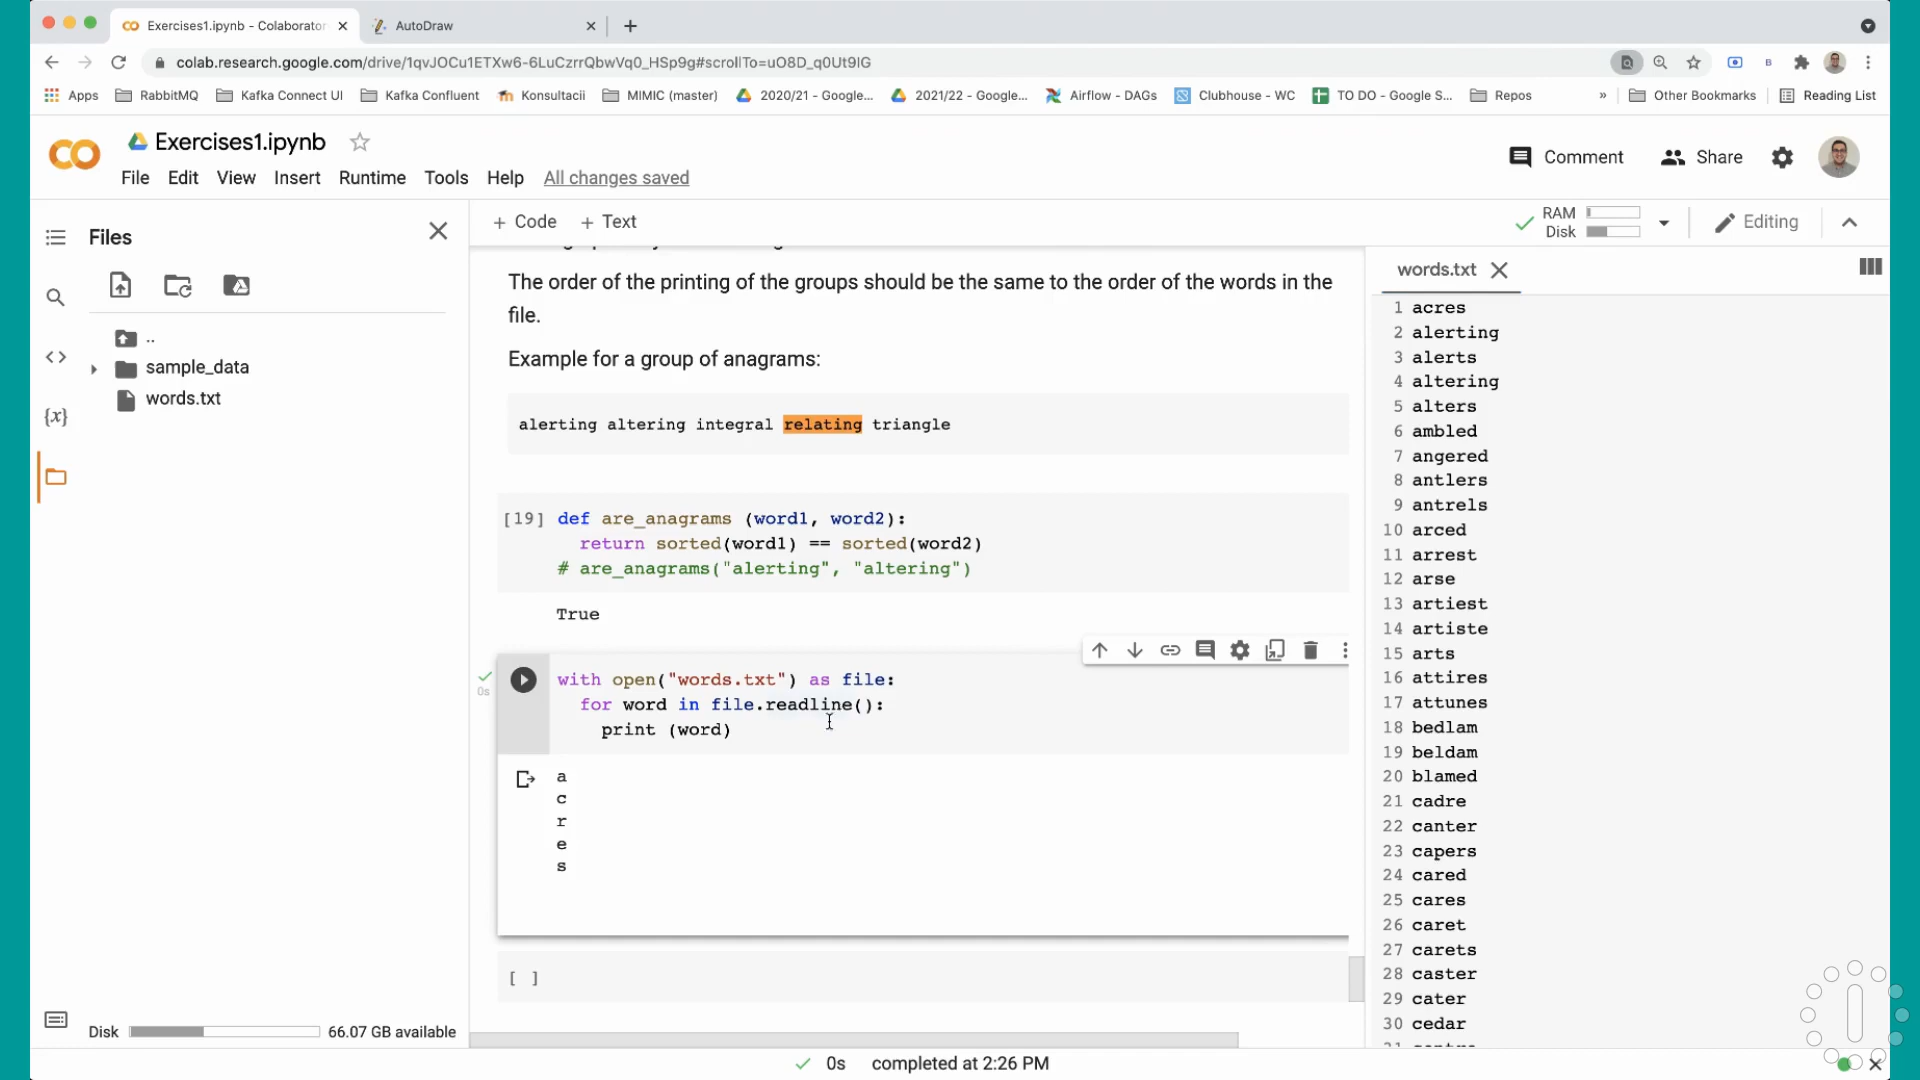 Exercises1.ipynb - Colaborator
AutoDraw
colab.research.google.com/drive/1qvJOCu1ETXw6-6LuCzrrQbwVq0_HSp9g#scrollTo=uO8D_q0Ut9IG
Apps RabbitMQ Kafka Connect UI Kafka Confluent Konsultacii MIMIC (master) 2020/21 - Google... 2021/22 - Google... Airflow - DAGs Clubhouse - WC TO DO - Google S... Repos » Other Bookmarks Reading List
Exercises1.ipynb
Comment Share
File Edit View Insert Runtime Tools Help All changes saved
Files
+ Code + Text
RAM
Disk
Editing
..
sample_data
words.txt
The order of the printing of the groups should be the same to the order of the words in the
file.
Example for a group of anagrams:
alerting altering integral relating triangle
[19] def are_anagrams (word1, word2):
return sorted(word1) == sorted(word2)
# are_anagrams("alerting", "altering")
True
0s
with open("words.txt") as file:
for word in file.readline():
print (word)
a
c
r
e
s
[ ]
words.txt
1 acres
2 alerting
3 alerts
4 altering
5 alters
6 ambled
7 angered
8 antlers
9 antrels
10 arced
11 arrest
12 arse
13 artiest
14 artiste
15 arts
16 attires
17 attunes
18 bedlam
19 beldam
20 blamed
21 cadre
22 canter
23 capers
24 cared
25 cares
26 caret
27 carets
28 caster
29 cater
30 cedar
Disk 66.07 GB available
0s completed at 2:26 PM